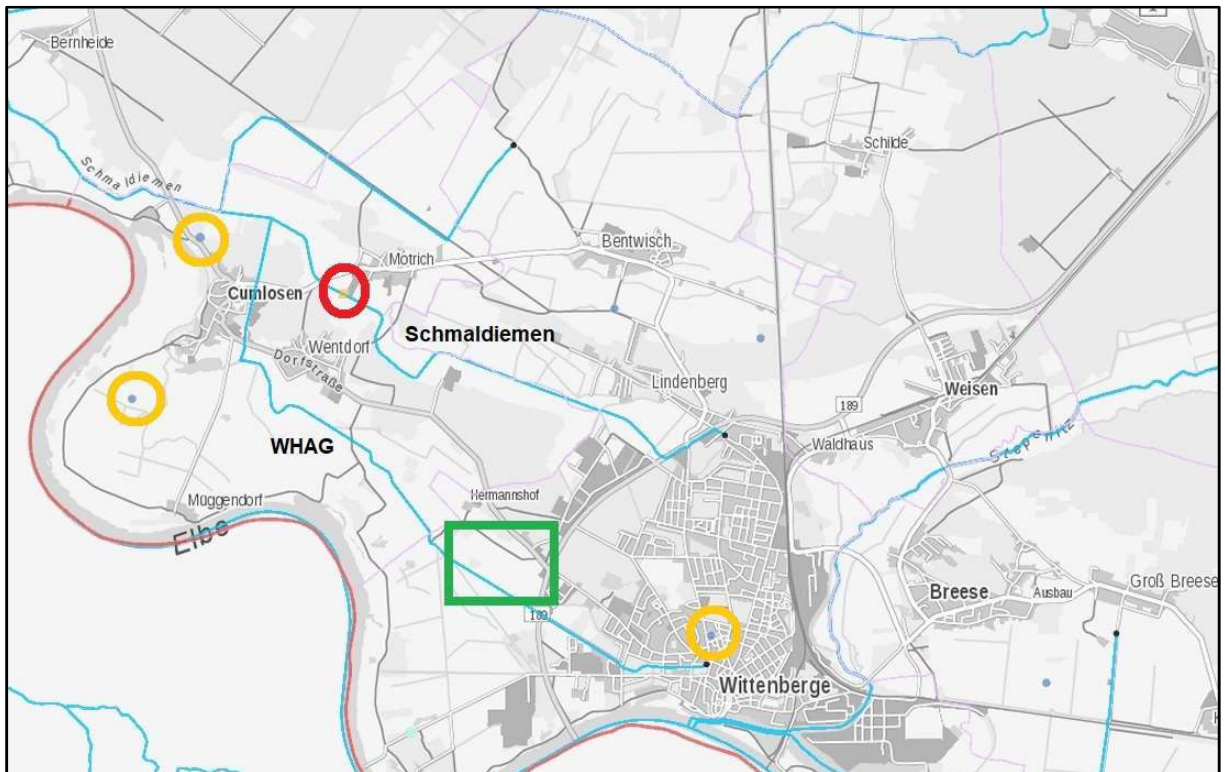 Bernheide
Schmaldiemen
Schilde
Bentwisch
Motrich
Cumlosen
Schmaldiemen
Wentdorf
Dorfstraße
Lindenberg
Weisen
189
Waldhaus
Stepenitz
WHAG
Müggendorf
Hermannshof
Elbe
Groß Breese
Breese
Ausbau
Wittenberge